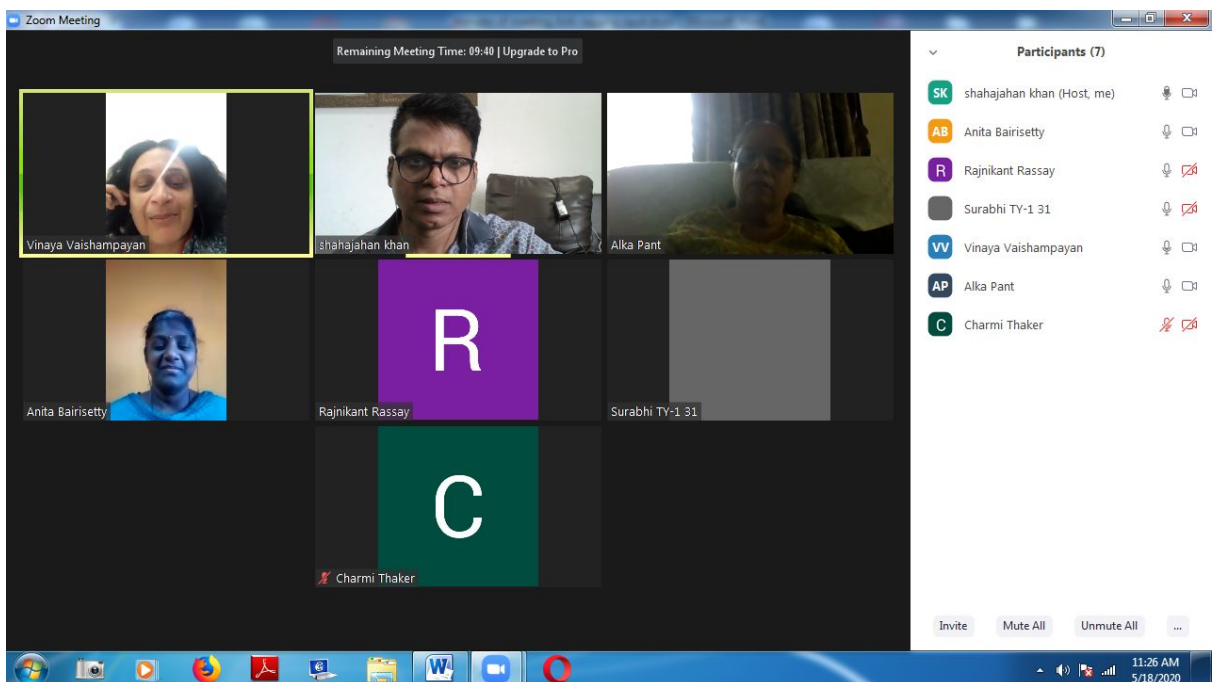 Zoom Meeting
Remaining Meeting Time: 09:40 | Upgrade to Pro
Vinaya Vaishampayan
shahajahan khan
Alka Pant
R
Anita Bairisetty
Rajnikant Rassay
Surabhi TY-1 31
C
Charmi Thaker
Participants (7)
SK shahajahan khan (Host, me)
AB Anita Bairisetty
R Rajnikant Rassay
Surabhi TY-1 31
VV Vinaya Vaishampayan
AP Alka Pant
C Charmi Thaker
Invite Mute All Unmute All ...
11:26 AM
5/18/2020